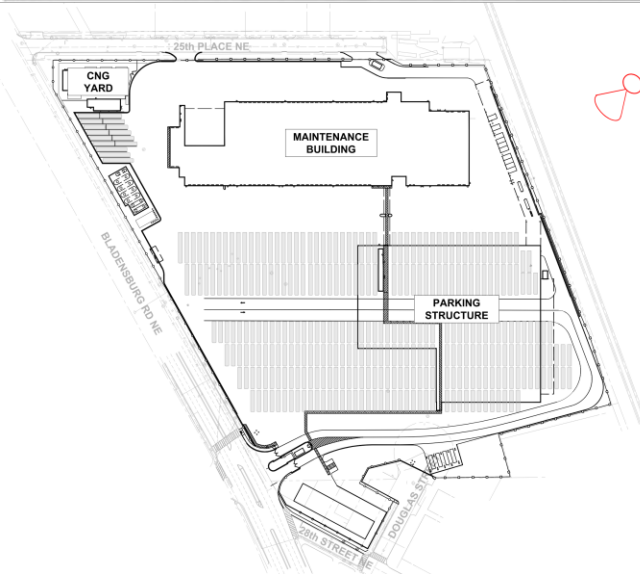 25th PLACE NE
CNG
YARD
MAINTENANCE
BUILDING
BLADENSBURG RD NE
PARKING
STRUCTURE
DOUGLAS ST
28th STREET NE